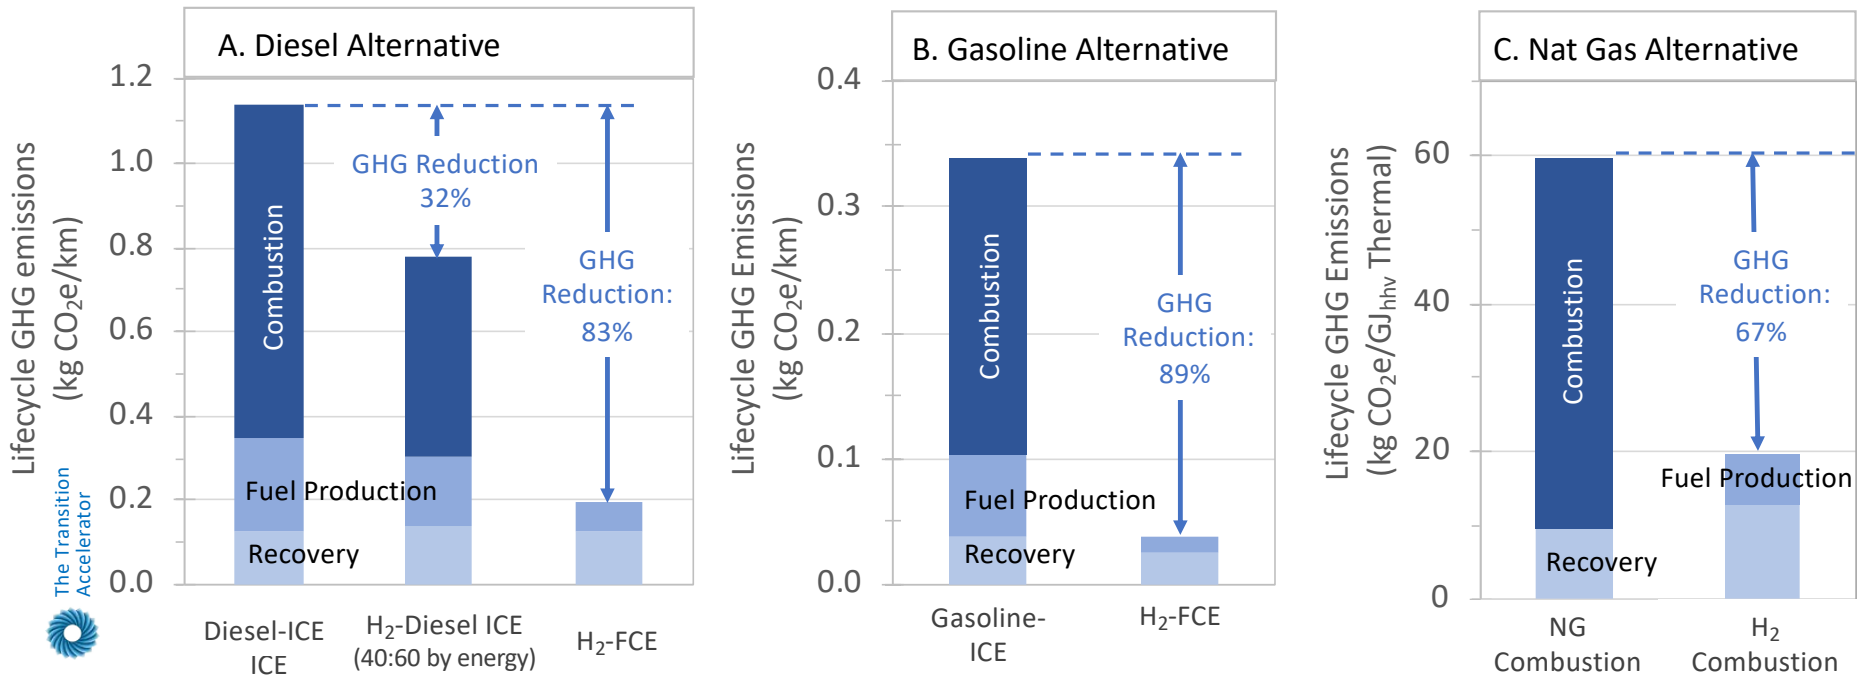 A. Diesel Alternative
Lifecycle GHG emissions
(kg CO₂e/km)
1.2
1.0
0.8
0.6
0.4
0.2
0.0
Combustion
Fuel Production
Recovery
GHG Reduction
32%
GHG
Reduction:
83%
Diesel-ICE
ICE
H₂-Diesel ICE
(40:60 by energy)
H₂-FCE
The Transition
Accelerator
B. Gasoline Alternative
Lifecycle GHG Emissions
(kg CO₂e/km)
0.4
0.3
0.2
0.1
0.0
Combustion
Fuel Production
Recovery
GHG
Reduction:
89%
Gasoline-
ICE
H₂-FCE
C. Nat Gas Alternative
Lifecycle GHG Emissions
(kg CO₂e/GJₕₕᵥ Thermal)
60
40
20
0
Combustion
Fuel Production
Recovery
GHG
Reduction:
67%
NG
Combustion
H₂
Combustion